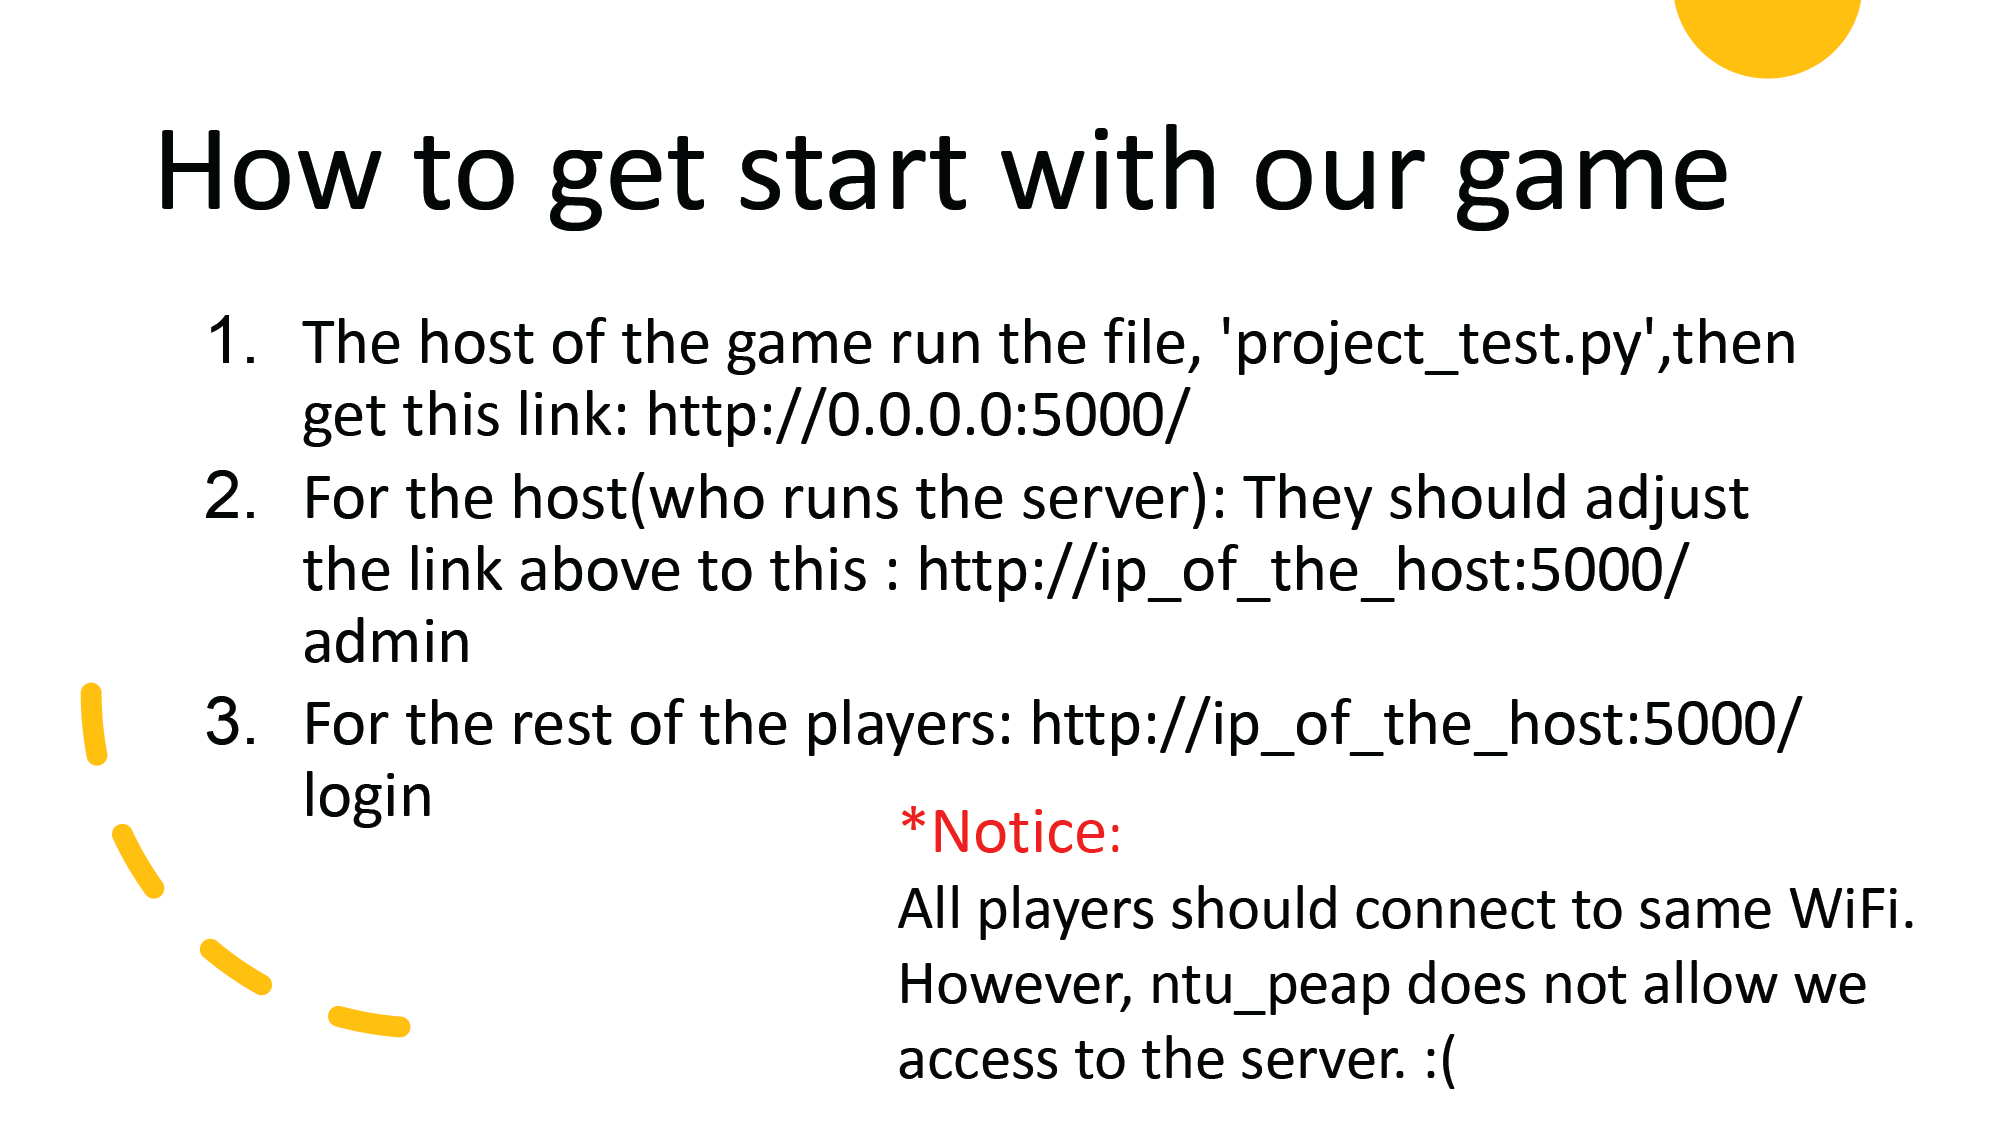 How to get start with our game
1. The host of the game run the file, 'project_test.py',then
get this link: http://0.0.0.0:5000/
2. For the host(who runs the server): They should adjust
the link above to this : http://ip_of_the_host:5000/
admin
3. For the rest of the players: http://ip_of_the_host:5000/
login
*Notice:
All players should connect to same WiFi.
However, ntu_peap does not allow we
access to the server. :(